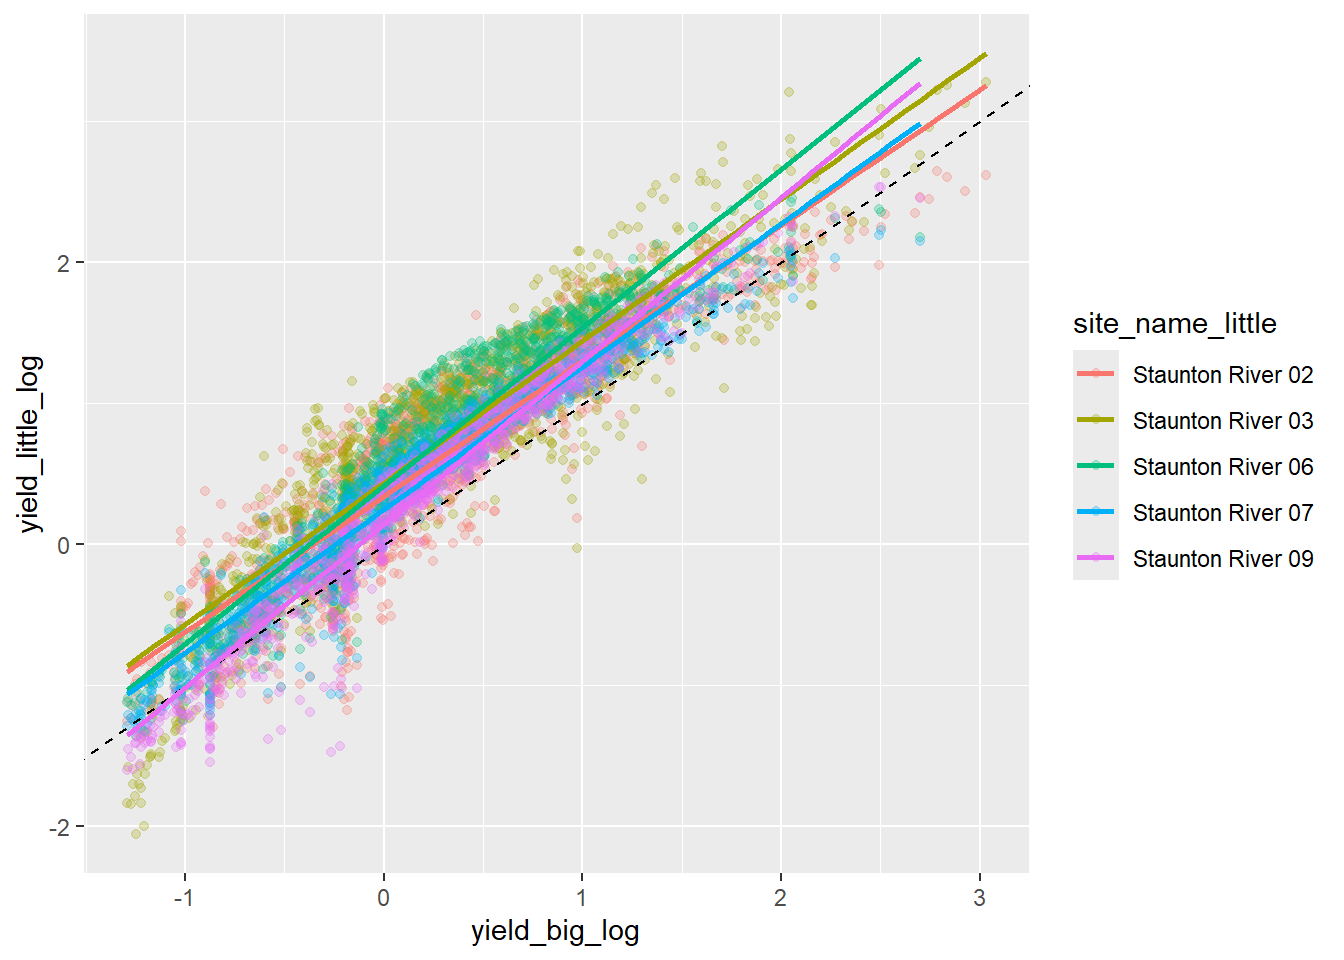 yield_little_log
2
0
-2
-1
0
1
2
3
yield_big_log
site_name_little
Staunton River 02
Staunton River 03
Staunton River 06
Staunton River 07
Staunton River 09